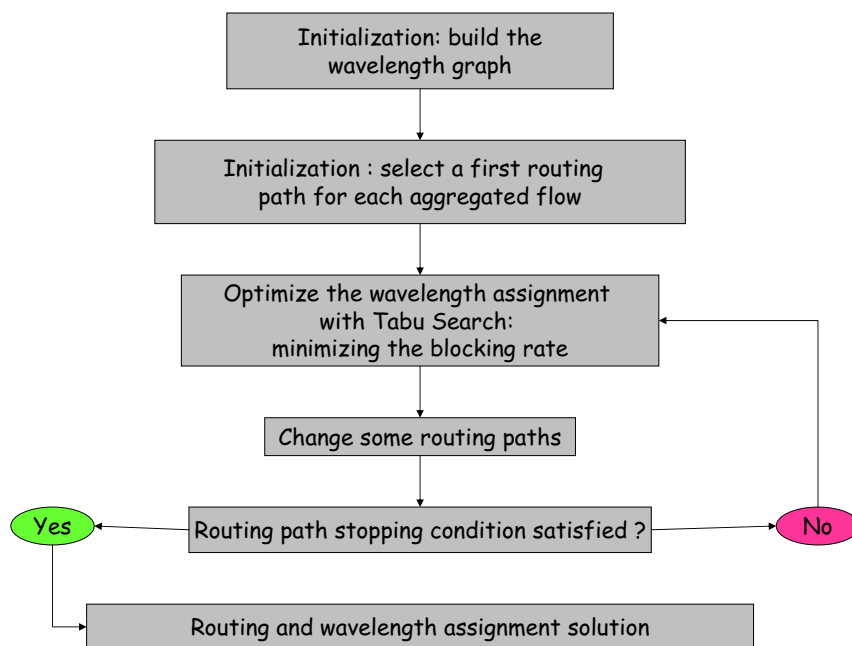 Initialization: build the
wavelength graph
Initialization : select a first routing
path for each aggregated flow
Optimize the wavelength assignment
with Tabu Search:
minimizing the blocking rate
Change some routing paths
Yes
Routing path stopping condition satisfied ?
No
Routing and wavelength assignment solution